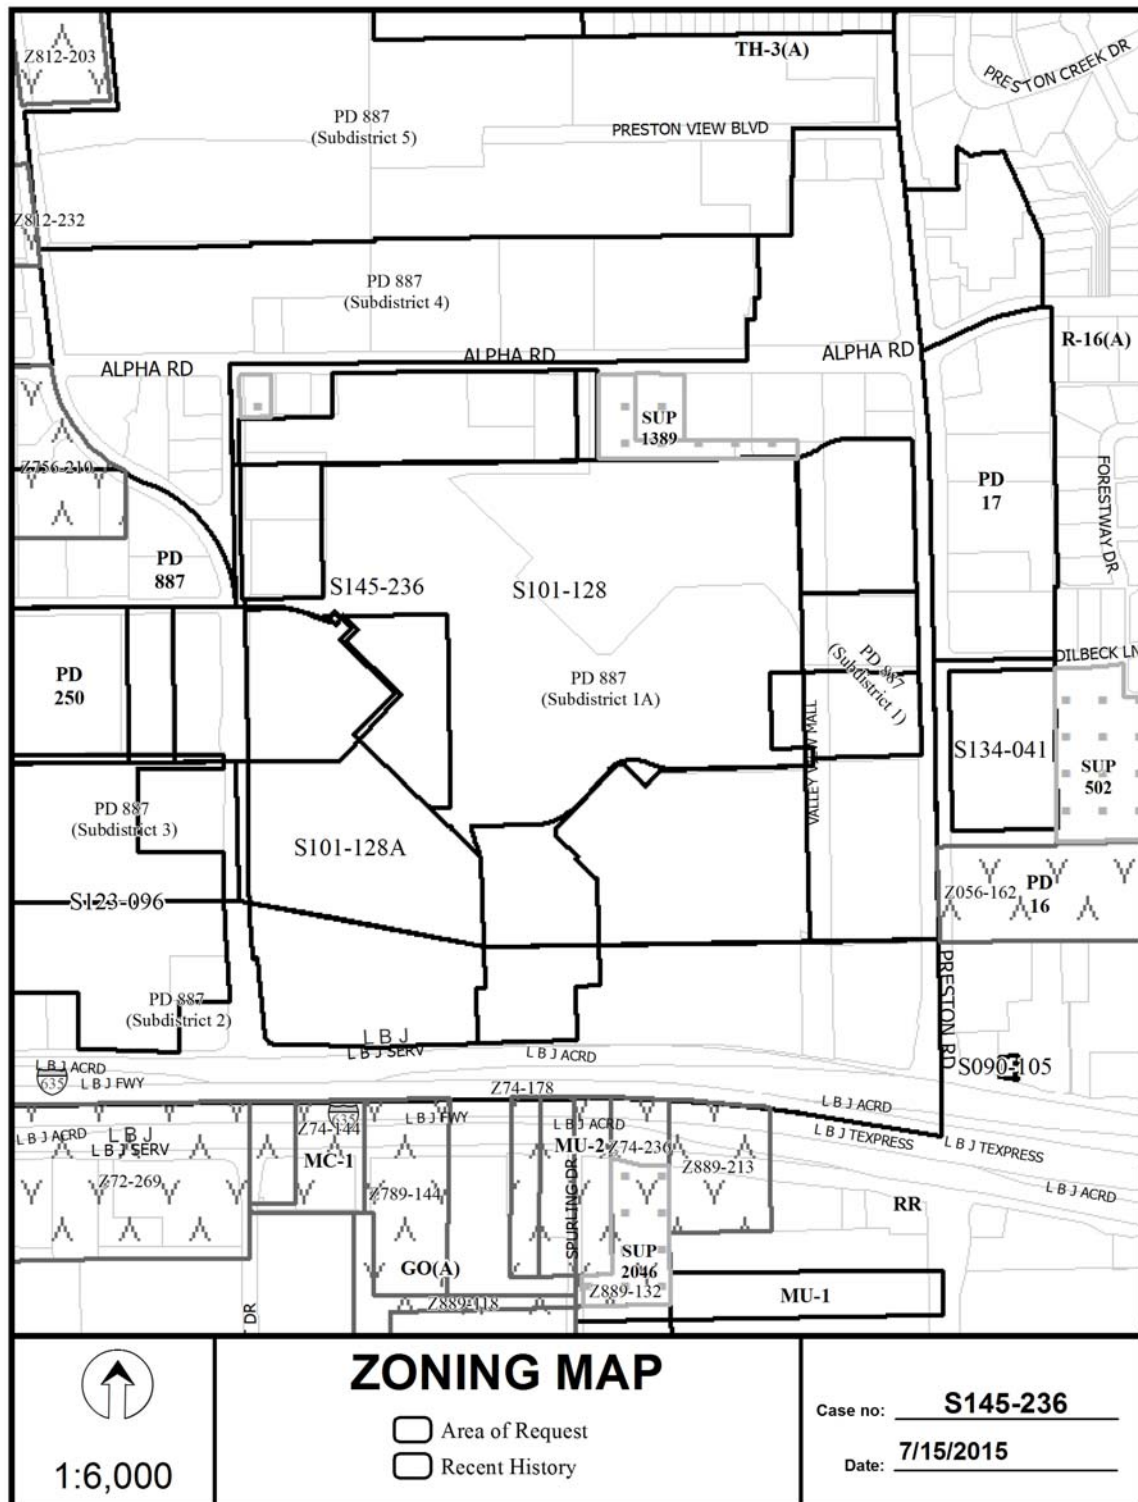 Z812-203
TH-3(A)
PRESTON CREEK DR
PD 887
(Subdistrict 5)
PRESTON VIEW BLVD
Z812-232
PD 887
(Subdistrict 4)
ALPHA RD
ALPHA RD
ALPHA RD
R-16(A)
SUP
1389
Z756-210
PD
17
FORESTWAY DR
PD
887
S145-236
S101-128
DILBECK LN
PD
250
PD 887
(Subdistrict 1A)
PD 887
(Subdistrict 1)
VALLEY VIEW MALL
S134-041
SUP
502
PD 887
(Subdistrict 3)
S101-128A
S123-096
Z056-162
PD
16
PD 887
(Subdistrict 2)
PRESTON RD
L B J
L B J SERV
L B J ACRD
L B J ACRD
635
L B J FWY
S090-105
Z74-178
L B J ACRD
L B J ACRD
L B J
L B J SERV
635
L B J FWY
Z74-144
L B J ACRD
L B J TEXPRESS
L B J TEXPRESS
MC-1
MU-2
Z74-236
Z889-213
Z72-269
Z789-144
L B J ACRD
SPURLING DR
RR
SUP
2046
GO(A)
Z889-132
Z889-118
MU-1
DR
ZONING MAP
Area of Request
Recent History
1:6,000
Case no: S145-236
Date: 7/15/2015